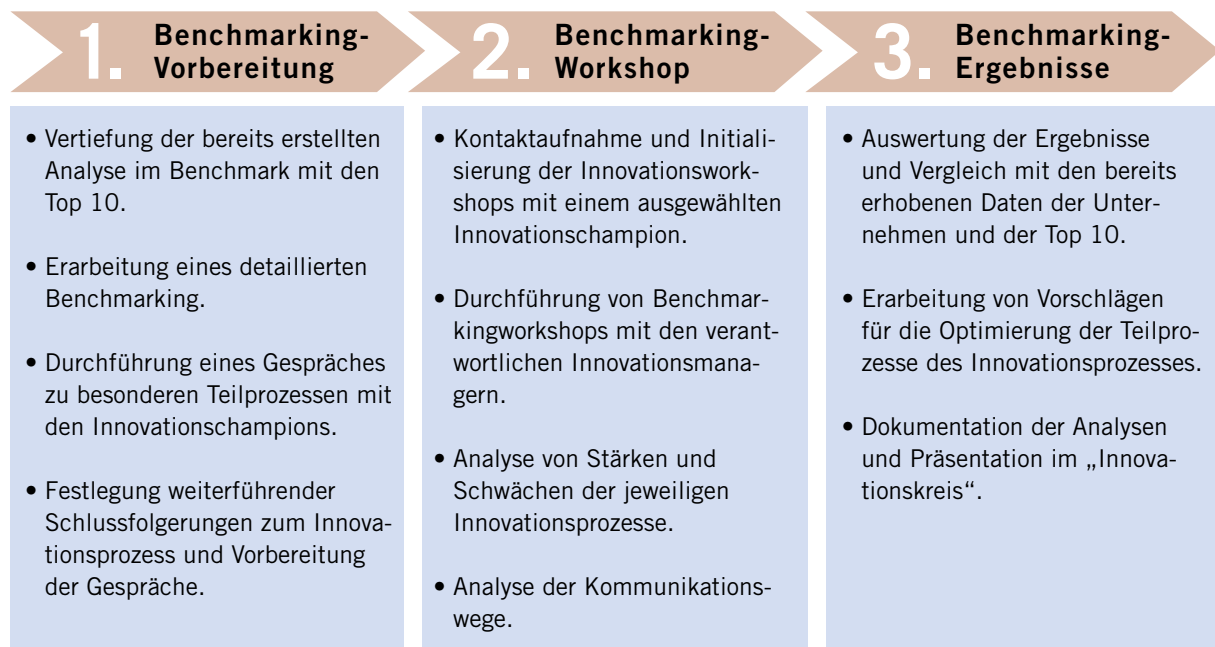 1. Benchmarking-
Vorbereitung
• Vertiefung der bereits erstellten
Analyse im Benchmark mit den
Top 10.
• Erarbeitung eines detaillierten
Benchmarking.
• Durchführung eines Gespräches
zu besonderen Teilprozessen mit
den Innovationschampions.
• Festlegung weiterführender
Schlussfolgerungen zum Innova-
tionsprozess und Vorbereitung
der Gespräche.
2. Benchmarking-
Workshop
• Kontaktaufnahme und Initiali-
sierung der Innovationswork-
shops mit einem ausgewählten
Innovationschampion.
• Durchführung von Benchmar-
kingworkshops mit den verant-
wortlichen Innovationsmana-
gern.
• Analyse von Stärken und
Schwächen der jeweiligen
Innovationsprozesse.
• Analyse der Kommunikations-
wege.
3. Benchmarking-
Ergebnisse
• Auswertung der Ergebnisse
und Vergleich mit den bereits
erhobenen Daten der Unter-
nehmen und der Top 10.
• Erarbeitung von Vorschlägen
für die Optimierung der Teilpro-
zesse des Innovationsprozesses.
• Dokumentation der Analysen
und Präsentation im „Innova-
tionskreis“.